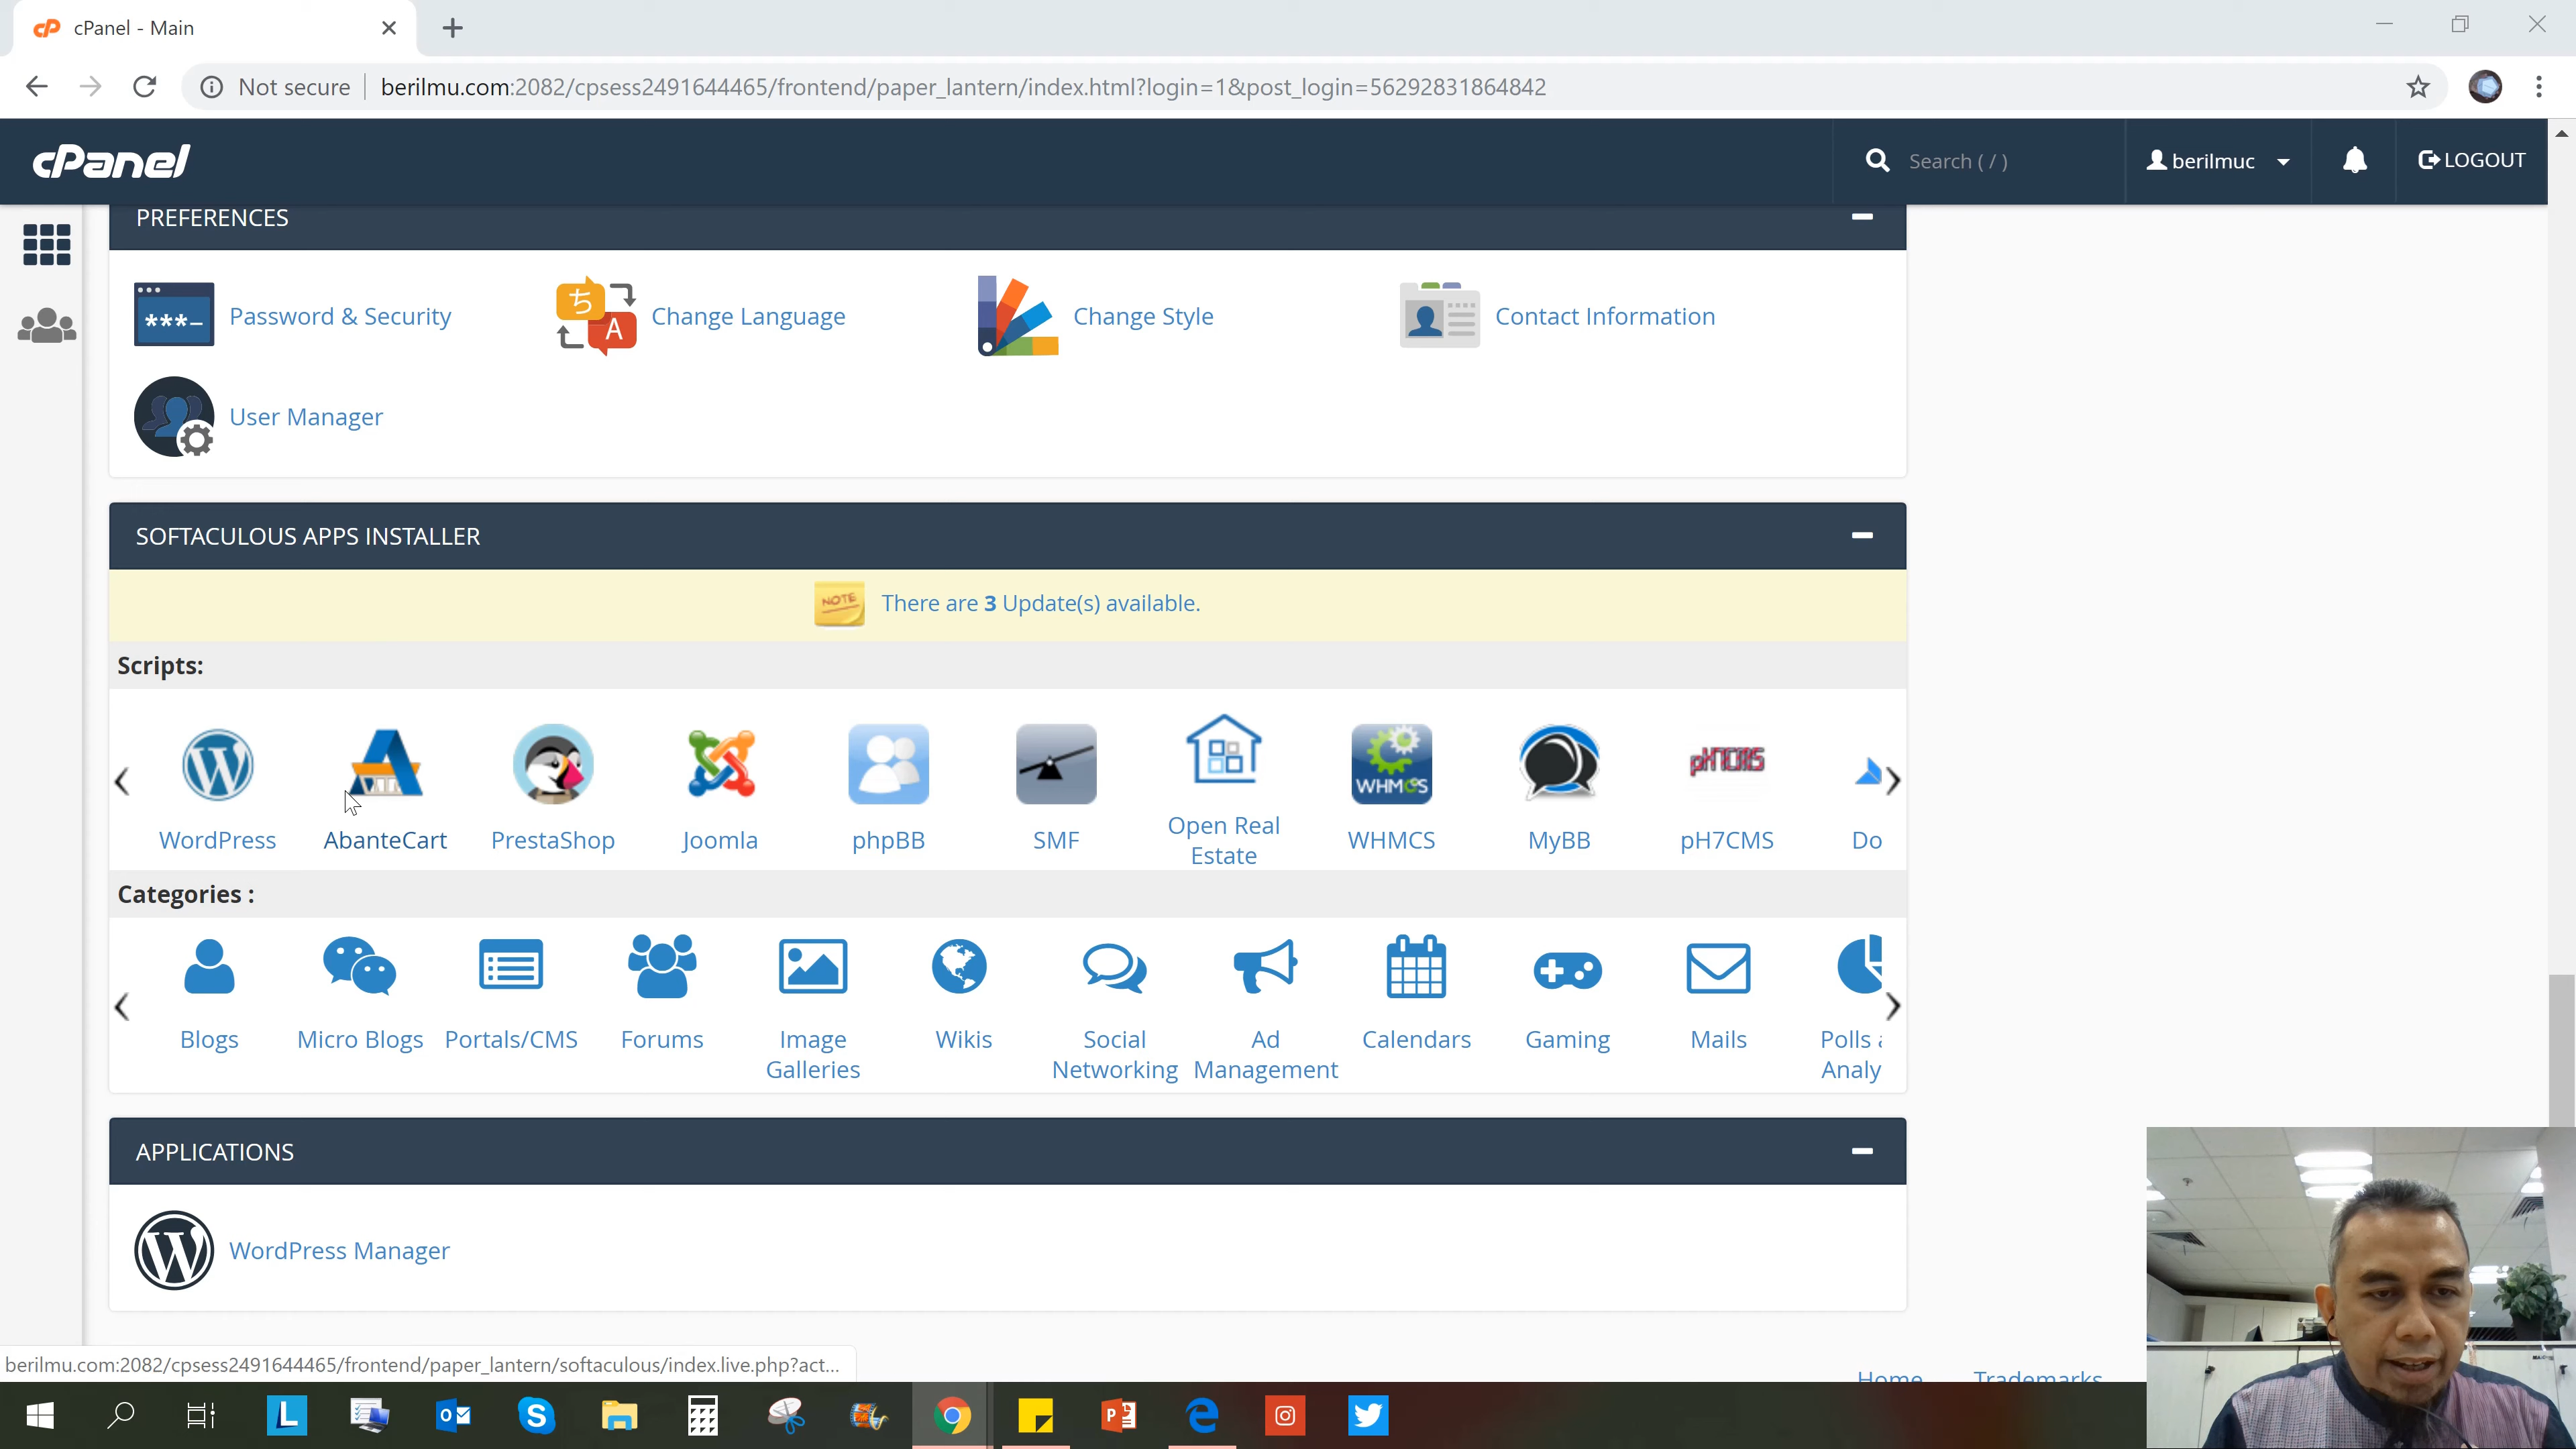 cPanel - Main
Not secure
berilmu.com:2082/cpsess2491644465/frontend/paper_lantern/index.html?login=1&post_login=56292831864842
cPanel
Search ( / )
berilmuc
LOGOUT
PREFERENCES
Password & Security
Change Language
Change Style
Contact Information
User Manager
SOFTACULOUS APPS INSTALLER
NOTE
There are 3 Update(s) available.
Scripts:
WordPress
AbanteCart
PrestaShop
Joomla
phpBB
SMF
Open Real
Estate
WHMCS
MyBB
pH7CMS
Do
Categories :
Blogs
Micro Blogs
Portals/CMS
Forums
Image
Galleries
Wikis
Social
Networking
Ad
Management
Calendars
Gaming
Mails
Polls
Analy
APPLICATIONS
WordPress Manager
berilmu.com:2082/cpsess2491644465/frontend/paper_lantern/softaculous/index.live.php?act...
Home
Trademarks